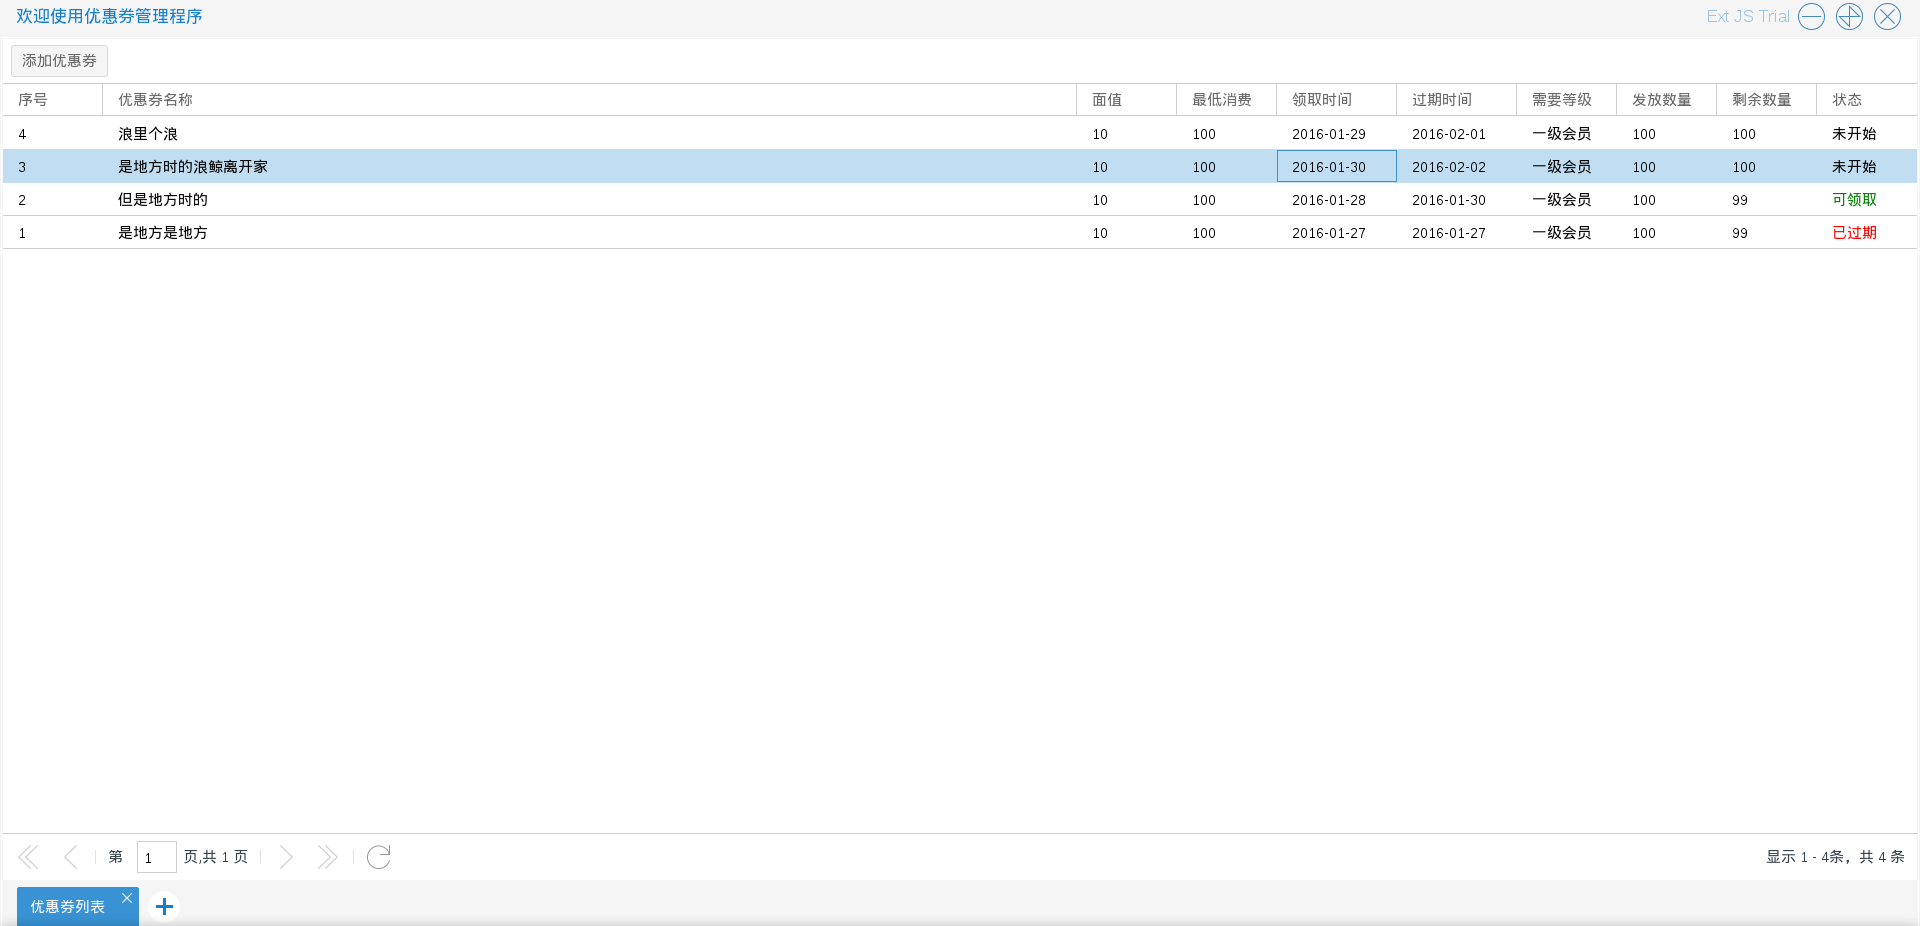 欢迎使用优惠券管理程序 Ext JS Trial
添加优惠券
序号 优惠券名称 面值 最低消费 领取时间 过期时间 需要等级 发放数量 剩余数量 状态
4 浪里个浪 10 100 2016-01-29 2016-02-01 一级会员 100 100 未开始
3 是地方时的浪鲸离开家 10 100 2016-01-30 2016-02-02 一级会员 100 100 未开始
2 但是地方时的 10 100 2016-01-28 2016-01-30 一级会员 100 99 可领取
1 是地方是地方 10 100 2016-01-27 2016-01-27 一级会员 100 99 已过期
第 1 页,共 1 页 显示 1 - 4条，共 4 条
优惠劵列表